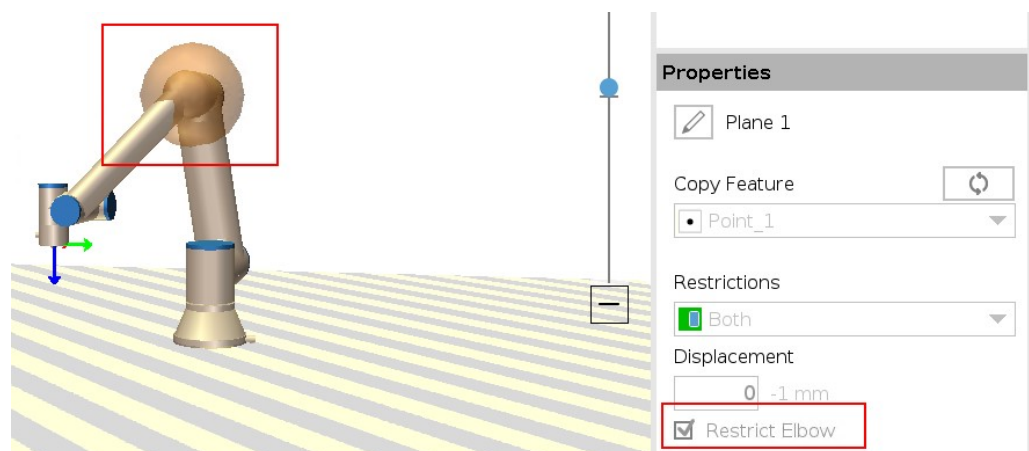 Properties
Plane 1
Copy Feature
Point_1
Restrictions
Both
Displacement
0 -1 mm
Restrict Elbow